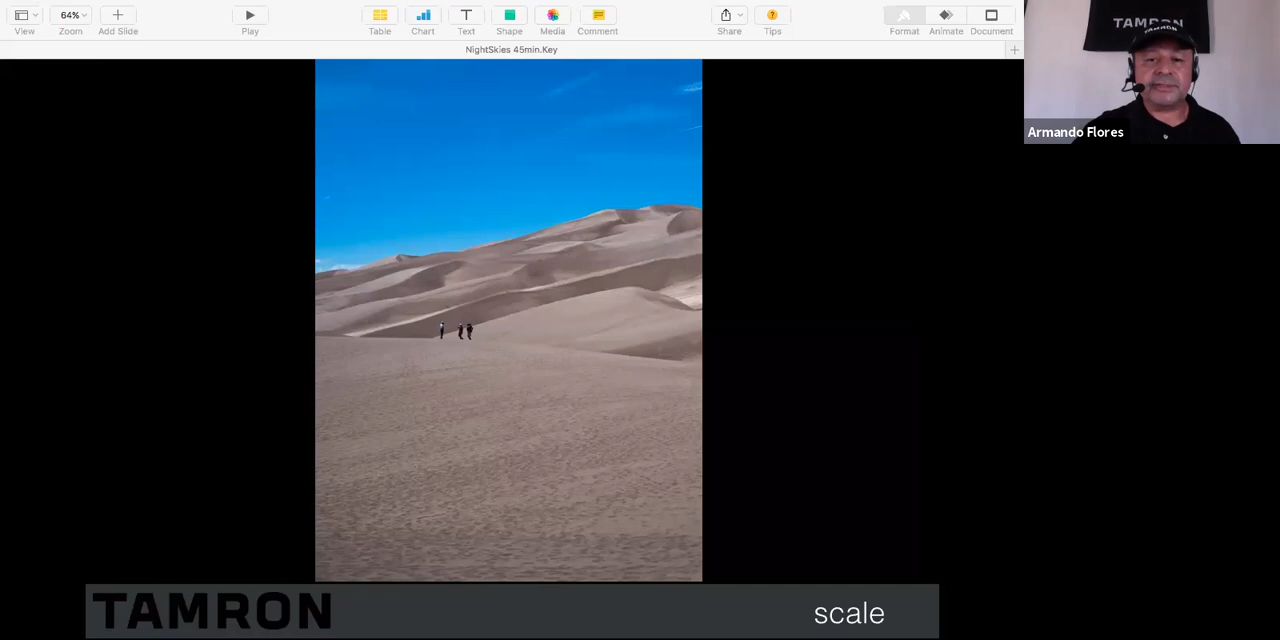 View
64%
Zoom
Add Slide
Play
Table
Chart
Text
Shape
Media
Comment
Share
Tips
Format
Animate
Document
NightSkies 45min.Key
TAMRON
TAMRON
Armando Flores
TAMRON
scale